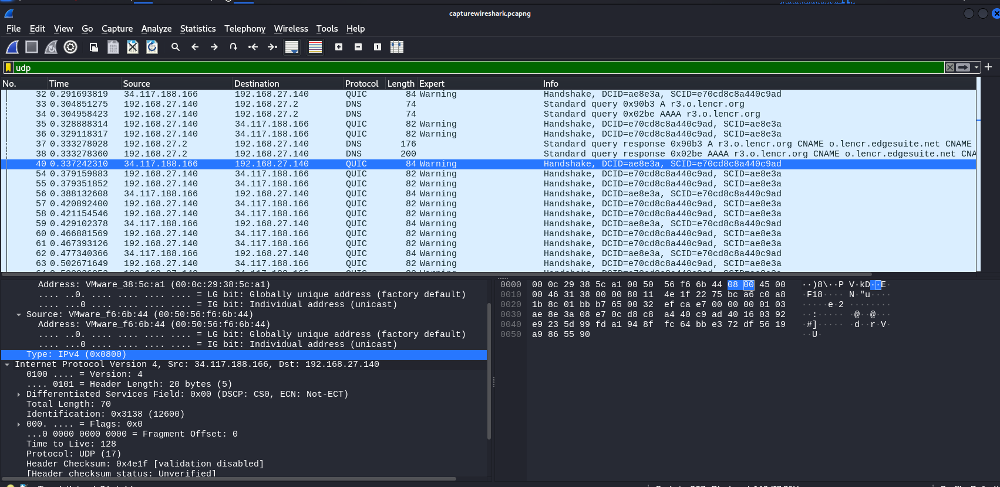 capturewireshark.pcapng
File Edit View Go Capture Analyze Statistics Telephony Wireless Tools Help
udp
No. Time Source Destination Protocol Length Expert Info
32 0.291693819 34.117.188.166 192.168.27.140 QUIC 84 Warning Handshake, DCID=ae8e3a, SCID=e70cd8c8a440c9ad
33 0.304851275 192.168.27.140 192.168.27.2 DNS 74 Standard query 0x90b3 A r3.o.lencr.org
34 0.304958423 192.168.27.140 192.168.27.2 DNS 74 Standard query 0x02be AAAA r3.o.lencr.org
35 0.328888314 192.168.27.140 34.117.188.166 QUIC 82 Warning Handshake, DCID=e70cd8c8a440c9ad, SCID=ae8e3a
36 0.329118317 192.168.27.140 34.117.188.166 QUIC 82 Warning Handshake, DCID=e70cd8c8a440c9ad, SCID=ae8e3a
37 0.333278028 192.168.27.2 192.168.27.140 DNS 176 Standard query response 0x90b3 A r3.o.lencr.org CNAME o.lencr.edgesuite.net CNAME
38 0.333278360 192.168.27.2 192.168.27.140 DNS 200 Standard query response 0x02be AAAA r3.o.lencr.org CNAME o.lencr.edgesuite.net CNA
40 0.337242310 34.117.188.166 192.168.27.140 QUIC 84 Warning Handshake, DCID=ae8e3a, SCID=e70cd8c8a440c9ad
54 0.379159883 192.168.27.140 34.117.188.166 QUIC 82 Warning Handshake, DCID=e70cd8c8a440c9ad, SCID=ae8e3a
55 0.379351852 192.168.27.140 34.117.188.166 QUIC 82 Warning Handshake, DCID=e70cd8c8a440c9ad, SCID=ae8e3a
56 0.388132608 34.117.188.166 192.168.27.140 QUIC 84 Warning Handshake, DCID=ae8e3a, SCID=e70cd8c8a440c9ad
57 0.420892400 192.168.27.140 34.117.188.166 QUIC 82 Warning Handshake, DCID=e70cd8c8a440c9ad, SCID=ae8e3a
58 0.421154546 192.168.27.140 34.117.188.166 QUIC 82 Warning Handshake, DCID=e70cd8c8a440c9ad, SCID=ae8e3a
59 0.429102378 34.117.188.166 192.168.27.140 QUIC 84 Warning Handshake, DCID=ae8e3a, SCID=e70cd8c8a440c9ad
60 0.466881569 192.168.27.140 34.117.188.166 QUIC 82 Warning Handshake, DCID=e70cd8c8a440c9ad, SCID=ae8e3a
61 0.467393126 192.168.27.140 34.117.188.166 QUIC 82 Warning Handshake, DCID=e70cd8c8a440c9ad, SCID=ae8e3a
62 0.477340366 34.117.188.166 192.168.27.140 QUIC 84 Warning Handshake, DCID=ae8e3a, SCID=e70cd8c8a440c9ad
63 0.502671649 192.168.27.140 34.117.188.166 QUIC 82 Warning Handshake, DCID=e70cd8c8a440c9ad, SCID=ae8e3a
Address: VMware_38:5c:a1 (00:0c:29:38:5c:a1)
.... ..0. .... .... .... .... = LG bit: Globally unique address (factory default)
.... ...0 .... .... .... .... = IG bit: Individual address (unicast)
Source: VMware_f6:6b:44 (00:50:56:f6:6b:44)
Address: VMware_f6:6b:44 (00:50:56:f6:6b:44)
.... ..0. .... .... .... .... = LG bit: Globally unique address (factory default)
.... ...0 .... .... .... .... = IG bit: Individual address (unicast)
Type: IPv4 (0x0800)
Internet Protocol Version 4, Src: 34.117.188.166, Dst: 192.168.27.140
0100 .... = Version: 4
.... 0101 = Header Length: 20 bytes (5)
Differentiated Services Field: 0x00 (DSCP: CS0, ECN: Not-ECT)
Total Length: 70
Identification: 0x3138 (12600)
000. .... = Flags: 0x0
...0 0000 0000 0000 = Fragment Offset: 0
Time to Live: 128
Protocol: UDP (17)
Header Checksum: 0x4e1f [validation disabled]
[Header checksum status: Unverified]
0000 00 0c 29 38 5c a1 00 50 56 f6 6b 44 08 00 45 00 ··)8\··P V·kD··E·
0010 00 46 31 38 00 00 80 11 4e 1f 22 75 bc a6 c0 a8 ·F18···· N·"u····
0020 1b 8c 01 bb b7 65 00 32 ef ca e7 00 00 00 01 03 ·····e·2 ········
0030 ae 8e 3a 08 e7 0c d8 c8 a4 40 c9 ad 40 16 03 92 ··:····· ·@··@···
0040 e9 23 5d 99 fd a1 94 8f fc 64 bb e3 72 df 56 19 ·#]····· ·d··r·V·
0050 a9 86 55 90 ··U·